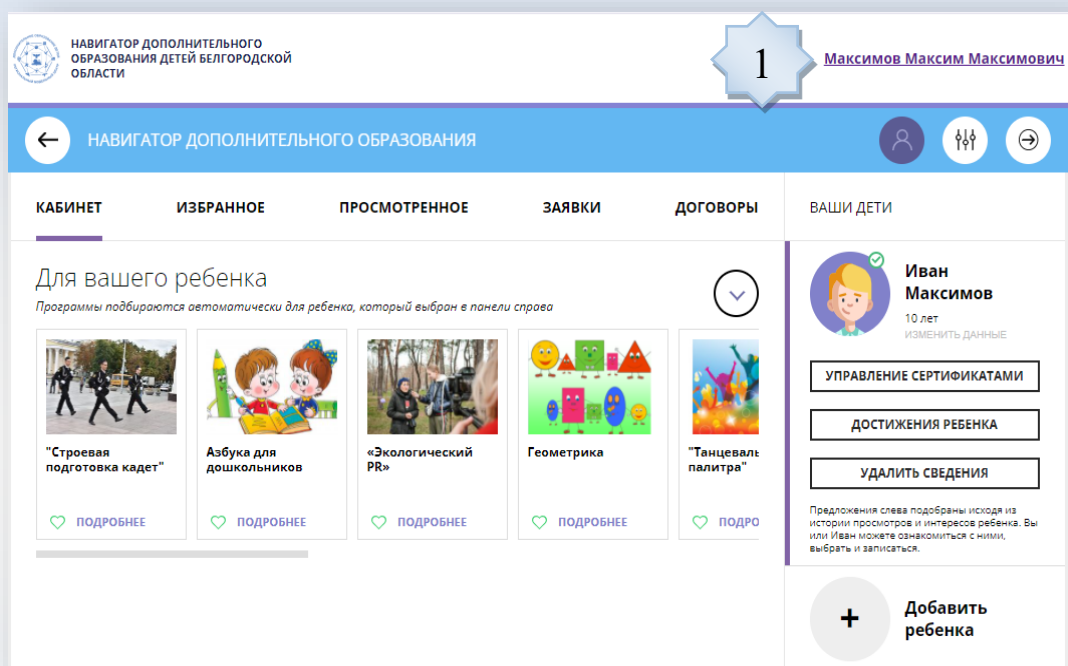 НАВИГАТОР ДОПОЛНИТЕЛЬНОГО
ОБРАЗОВАНИЯ ДЕТЕЙ БЕЛГОРОДСКОЙ
ОБЛАСТИ
1
Максимов Максим Максимович
НАВИГАТОР ДОПОЛНИТЕЛЬНОГО ОБРАЗОВАНИЯ
КАБИНЕТ ИЗБРАННОЕ ПРОСМОТРЕННОЕ ЗАЯВКИ ДОГОВОРЫ
Для вашего ребенка
Программы подбираются автоматически для ребенка, который выбран в панели справа
"Строевая
подготовка кадет"
ПОДРОБНЕЕ
Азбука для
дошкольников
ПОДРОБНЕЕ
«Экологический
PR»
ПОДРОБНЕЕ
Геометрика
ПОДРОБНЕЕ
"Танцеваль
палитра"
ПОДРО
ВАШИ ДЕТИ
Иван
Максимов
10 лет
ИЗМЕНИТЬ ДАННЫЕ
УПРАВЛЕНИЕ СЕРТИФИКАТАМИ
ДОСТИЖЕНИЯ РЕБЕНКА
УДАЛИТЬ СВЕДЕНИЯ
Предложения слева подобраны исходя из
истории просмотров и интересов ребенка. Вы
или Иван можете ознакомиться с ними,
выбрать и записаться.
+
Добавить
ребенка